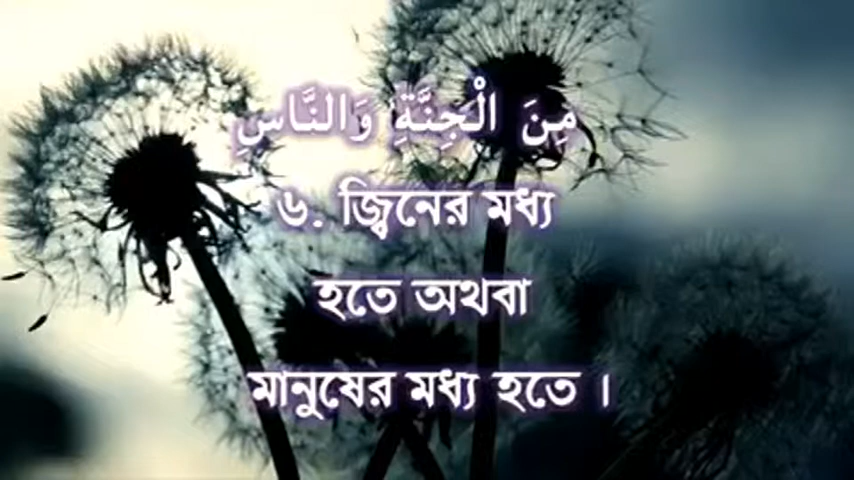 مِنَ الْجِنَّةِ وَالنَّاسِ
৬. জ্বিনের মধ্য
হতে অথবা
মানুষের মধ্য হতে ।